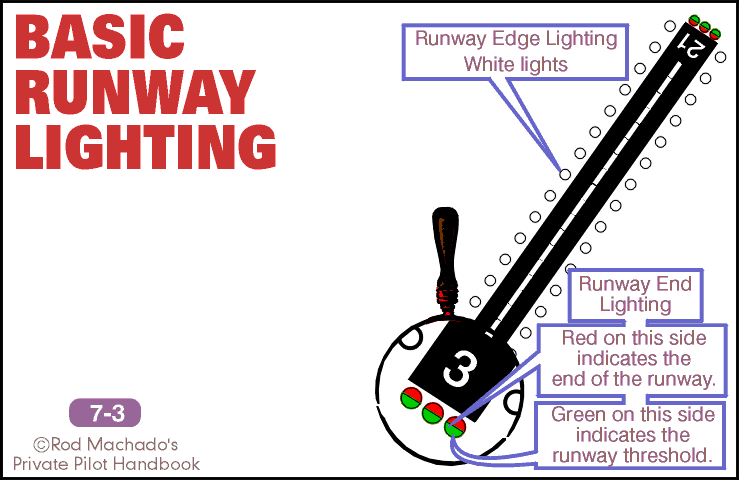 BASIC
RUNWAY
LIGHTING
Runway Edge Lighting
White lights
21
3
Runway End
Lighting
Red on this side
indicates the
end of the runway.
Green on this side
indicates the
runway threshold.
7-3
©Rod Machado's
Private Pilot Handbook